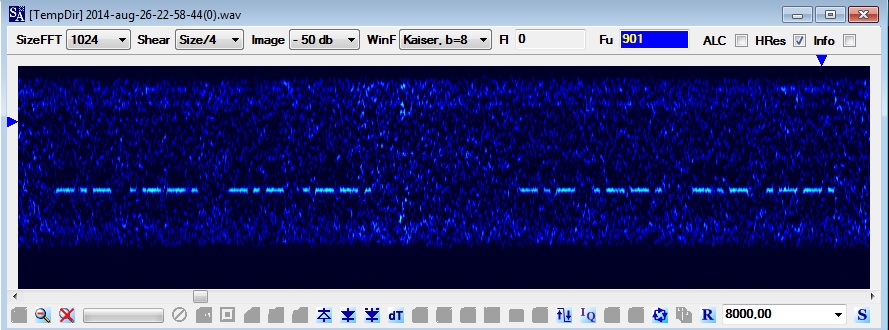 [TempDir] 2014-aug-26-22-58-44(0).wav
SizeFFT 1024 Shear Size/4 Image - 50 db WinF Kaiser, b=8 Fl 0 Fu 901 ALC HRes Info
dT IQ R 8000,00 S